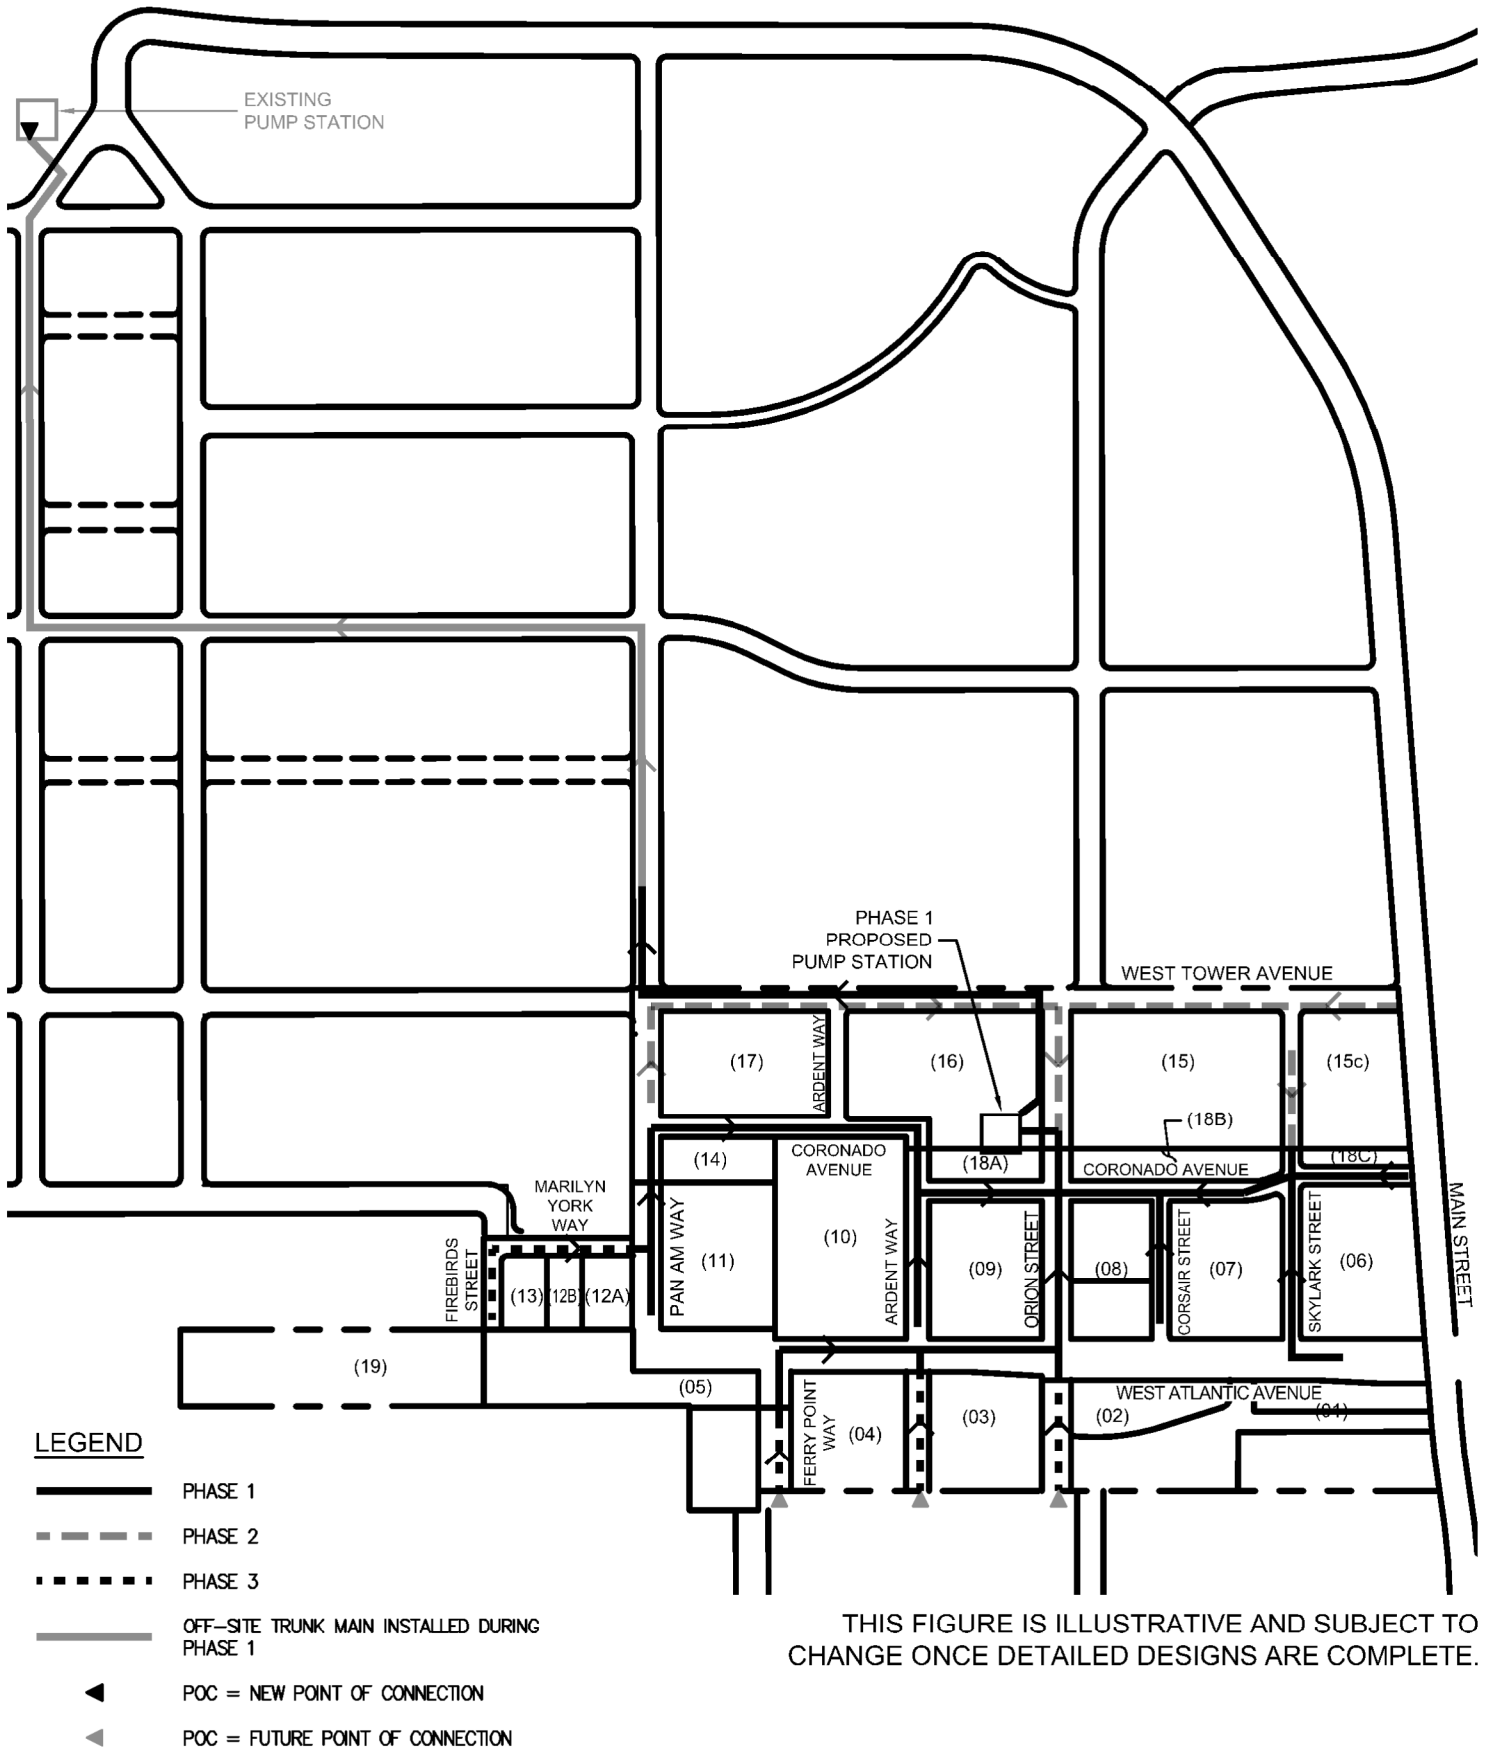 EXISTING
PUMP STATION
PHASE 1
PROPOSED
PUMP STATION
WEST TOWER AVENUE
(17)
ARDENT WAY
(16)
(15)
(15c)
(18B)
(14)
CORONADO
AVENUE
(18A)
CORONADO AVENUE
(18C)
MARILYN
YORK
WAY
FIREBIRDS
STREET
(13)
(12B)
(12A)
PAN AM WAY
(11)
(10)
ARDENT WAY
(09)
ORION STREET
(08)
CORSAIR STREET
(07)
SKYLARK STREET
(06)
MAIN STREET
(19)
(05)
FERRY POINT
WAY
(04)
(03)
(02)
WEST ATLANTIC AVENUE
(01)
LEGEND
PHASE 1
PHASE 2
PHASE 3
OFF-SITE TRUNK MAIN INSTALLED DURING
PHASE 1
POC = NEW POINT OF CONNECTION
POC = FUTURE POINT OF CONNECTION
THIS FIGURE IS ILLUSTRATIVE AND SUBJECT TO
CHANGE ONCE DETAILED DESIGNS ARE COMPLETE.